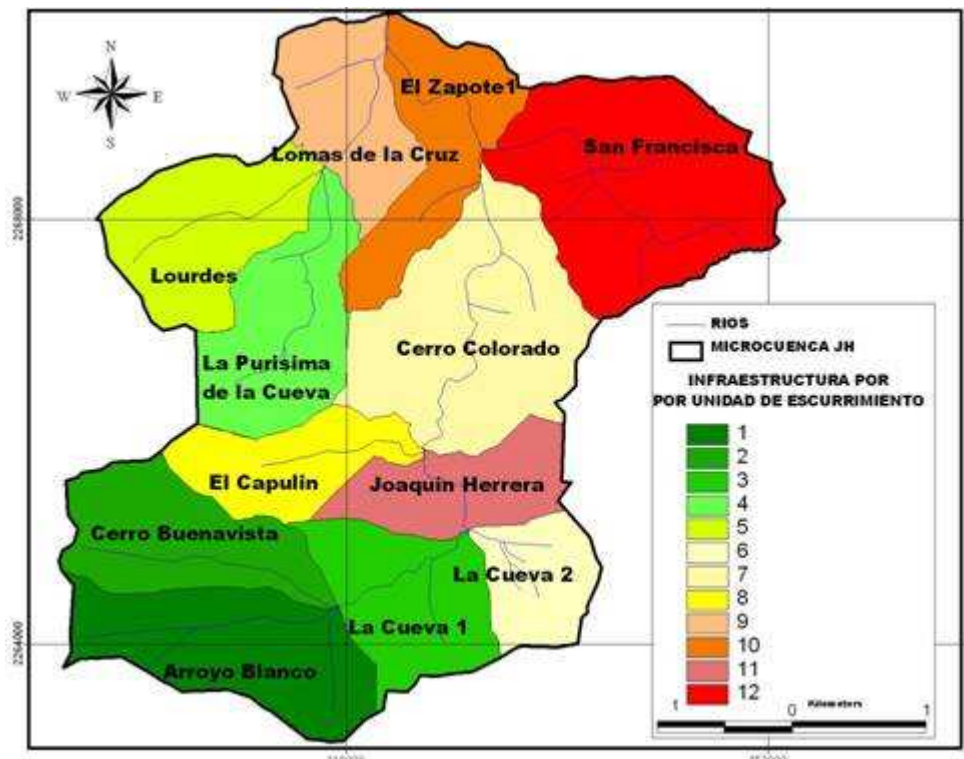 N
W E
S
El Zapote1
San Francisca
Lomas de la Cruz
2268000
Lourdes
La Purisima
de la Cueva
Cerro Colorado
RIOS
MICROCUENCA JH
INFRAESTRUCTURA POR
POR UNIDAD DE ESCURRIMIENTO
1
2
3
4
5
6
7
8
9
10
11
12
El Capulin
Joaquin Herrera
Cerro Buenavista
La Cueva 2
La Cueva 1
2264000
Arroyo Blanco
1 0 Kilometers 1